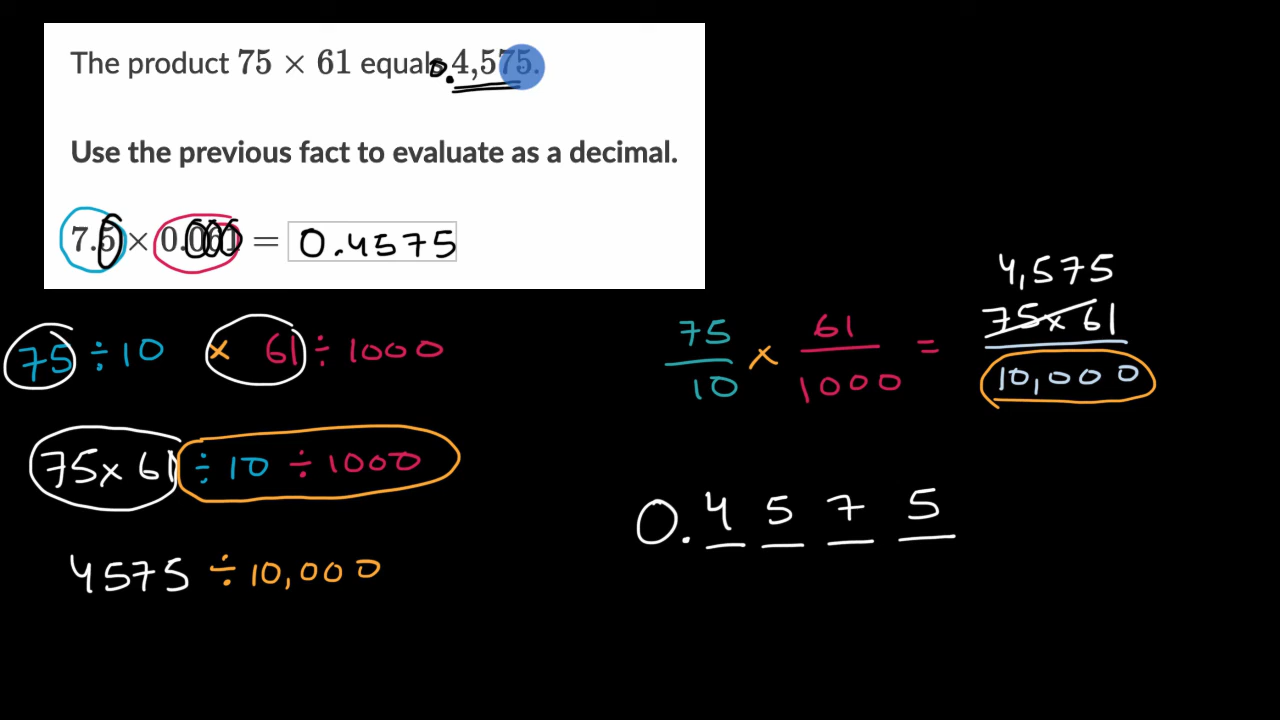 The product 75 × 61 equals 0.4,575.
Use the previous fact to evaluate as a decimal.
7.5 × 0.061 = 0.4575
75 ÷ 10 × 61 ÷ 1000
75 × 61 ÷ 10 ÷ 1000
4575 ÷ 10,000
4,575
75/10 × 61/1000 = 75 × 61/10,000
0.4575